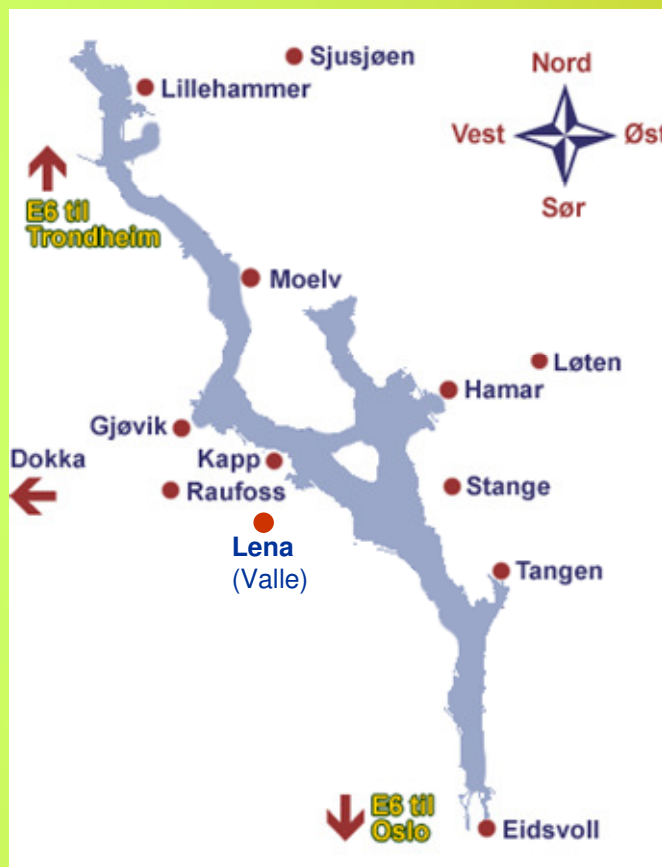 Sjusjøen
Nord
Lillehammer
Vest
Øst
Sør
E6 til
Trondheim
Moelv
Løten
Hamar
Gjøvik
Dokka
Kapp
Raufoss
Stange
Lena
(Valle)
Tangen
E6 til
Oslo
Eidsvoll